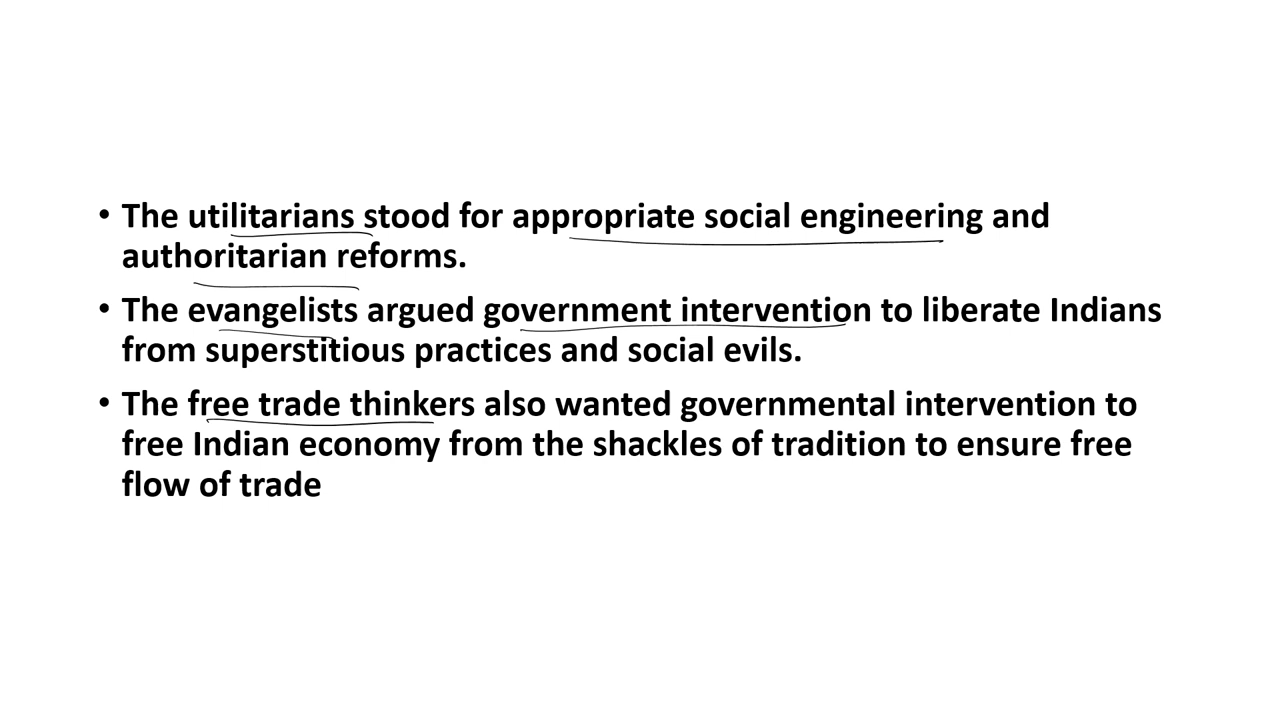 • The utilitarians stood for appropriate social engineering and
authoritarian reforms.
• The evangelists argued government intervention to liberate Indians
from superstitious practices and social evils.
• The free trade thinkers also wanted governmental intervention to
free Indian economy from the shackles of tradition to ensure free
flow of trade